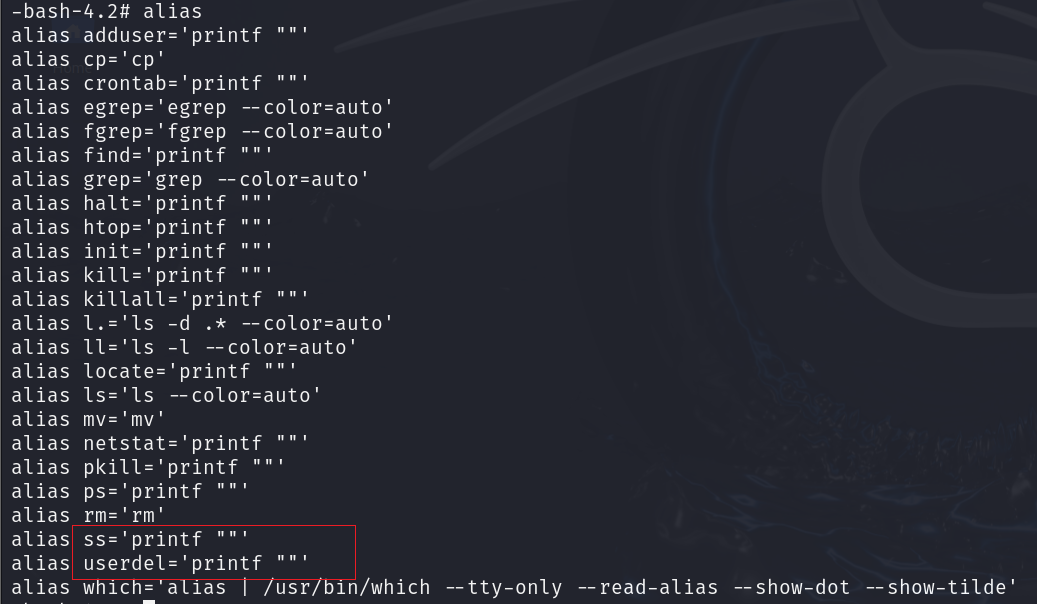 -bash-4.2# alias
alias adduser='printf ""'
alias cp='cp'
alias crontab='printf ""'
alias egrep='egrep --color=auto'
alias fgrep='fgrep --color=auto'
alias find='printf ""'
alias grep='grep --color=auto'
alias halt='printf ""'
alias htop='printf ""'
alias init='printf ""'
alias kill='printf ""'
alias killall='printf ""'
alias l.='ls -d .* --color=auto'
alias ll='ls -l --color=auto'
alias locate='printf ""'
alias ls='ls --color=auto'
alias mv='mv'
alias netstat='printf ""'
alias pkill='printf ""'
alias ps='printf ""'
alias rm='rm'
alias ss='printf ""'
alias userdel='printf ""'
alias which='alias | /usr/bin/which --tty-only --read-alias --show-dot --show-tilde'